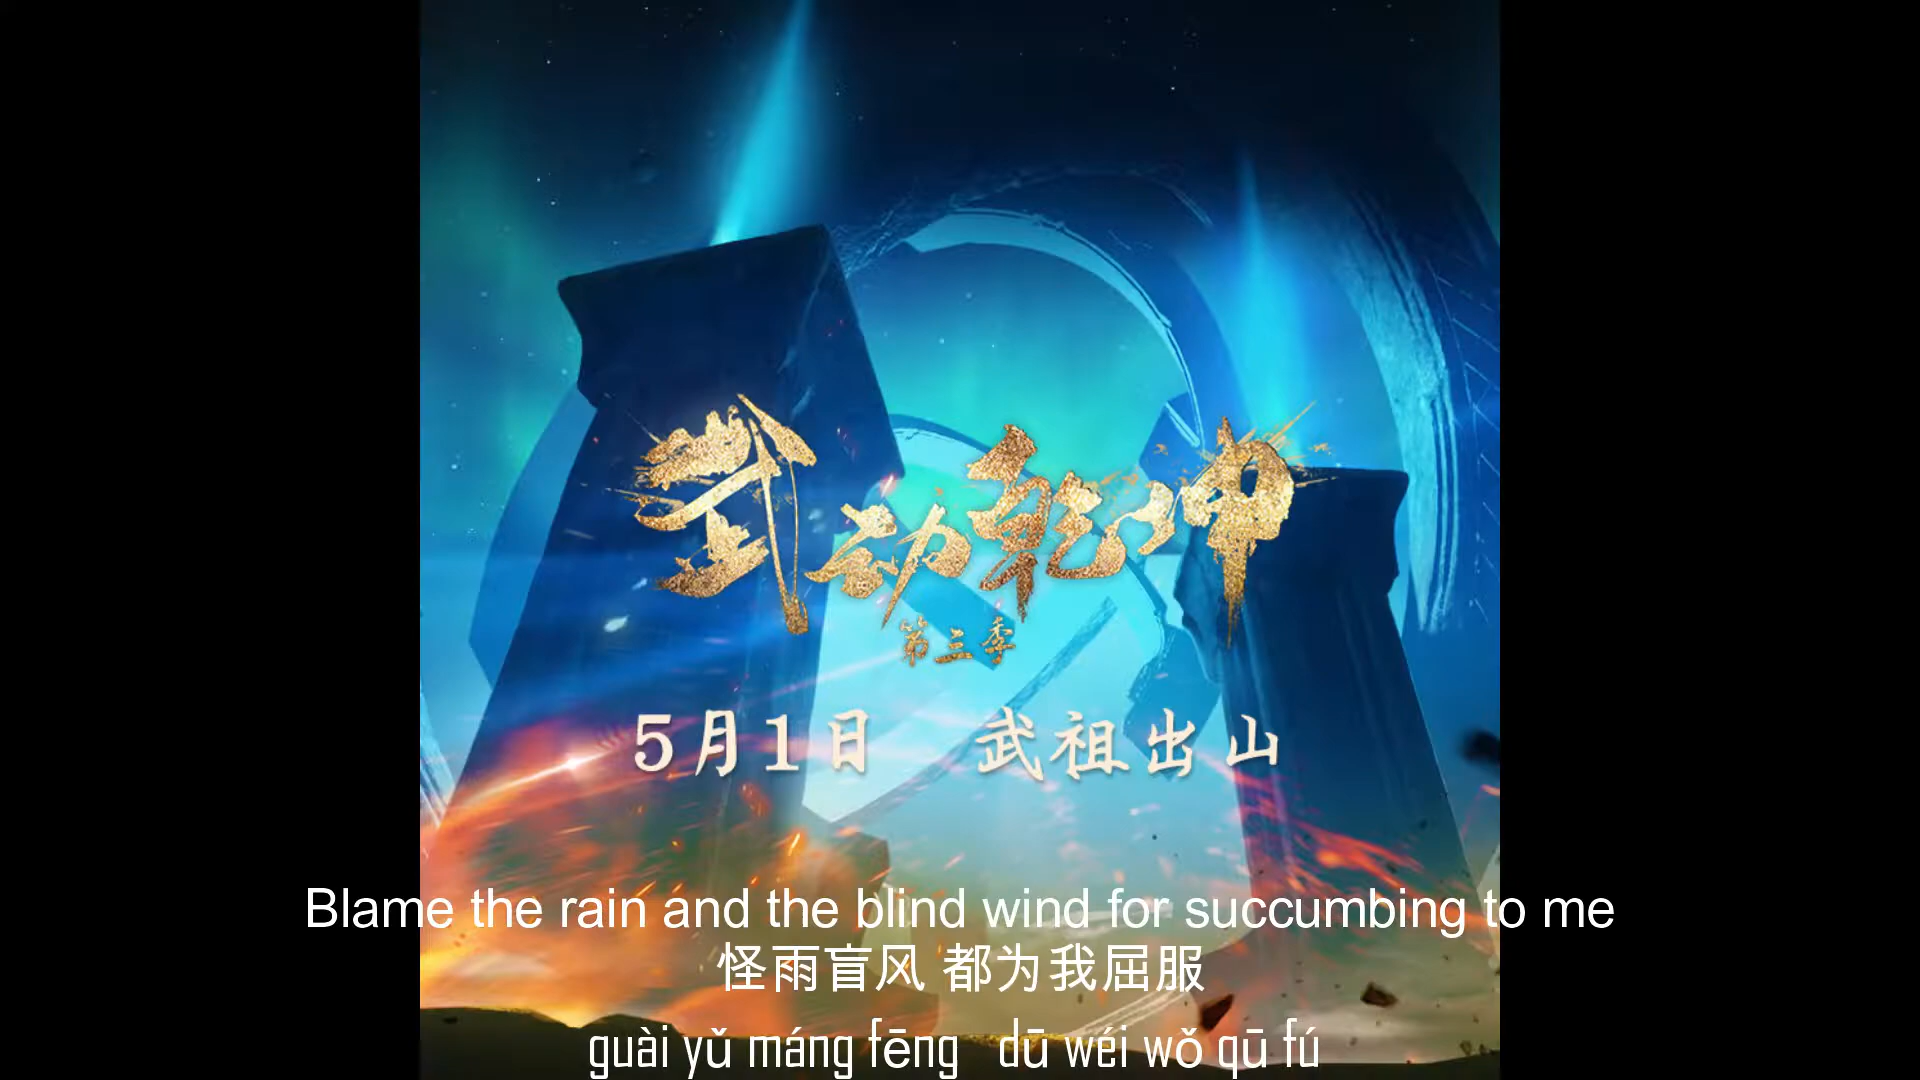 武动乾坤
第三季
5月1日 武祖出山
Blame the rain and the blind wind for succumbing to me
怪雨盲风 都为我屈服
guài yǔ máng fēng dū wéi wǒ qū fú